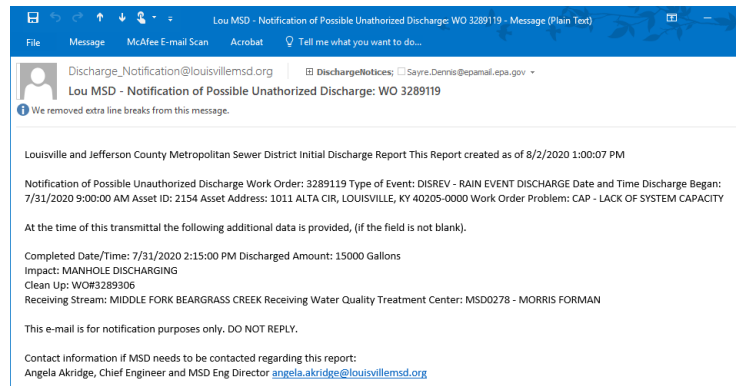 Lou MSD - Notification of Possible Unathorized Discharge: WO 3289119 - Message (Plain Text)
File Message McAfee E-mail Scan Acrobat Tell me what you want to do...
Discharge_Notification@louisvillemsd.org DischargeNotices; Sayre.Dennis@epamail.epa.gov
Lou MSD - Notification of Possible Unathorized Discharge: WO 3289119
We removed extra line breaks from this message.
Louisville and Jefferson County Metropolitan Sewer District Initial Discharge Report This Report created as of 8/2/2020 1:00:07 PM
Notification of Possible Unauthorized Discharge Work Order: 3289119 Type of Event: DISREV - RAIN EVENT DISCHARGE Date and Time Discharge Began:
7/31/2020 9:00:00 AM Asset ID: 2154 Asset Address: 1011 ALTA CIR, LOUISVILLE, KY 40205-0000 Work Order Problem: CAP - LACK OF SYSTEM CAPACITY
At the time of this transmittal the following additional data is provided, (if the field is not blank).
Completed Date/Time: 7/31/2020 2:15:00 PM Discharged Amount: 15000 Gallons
Impact: MANHOLE DISCHARGING
Clean Up: WO#3289306
Receiving Stream: MIDDLE FORK BEARGRASS CREEK Receiving Water Quality Treatment Center: MSD0278 - MORRIS FORMAN
This e-mail is for notification purposes only. DO NOT REPLY.
Contact information if MSD needs to be contacted regarding this report:
Angela Akridge, Chief Engineer and MSD Eng Director angela.akridge@louisvillemsd.org